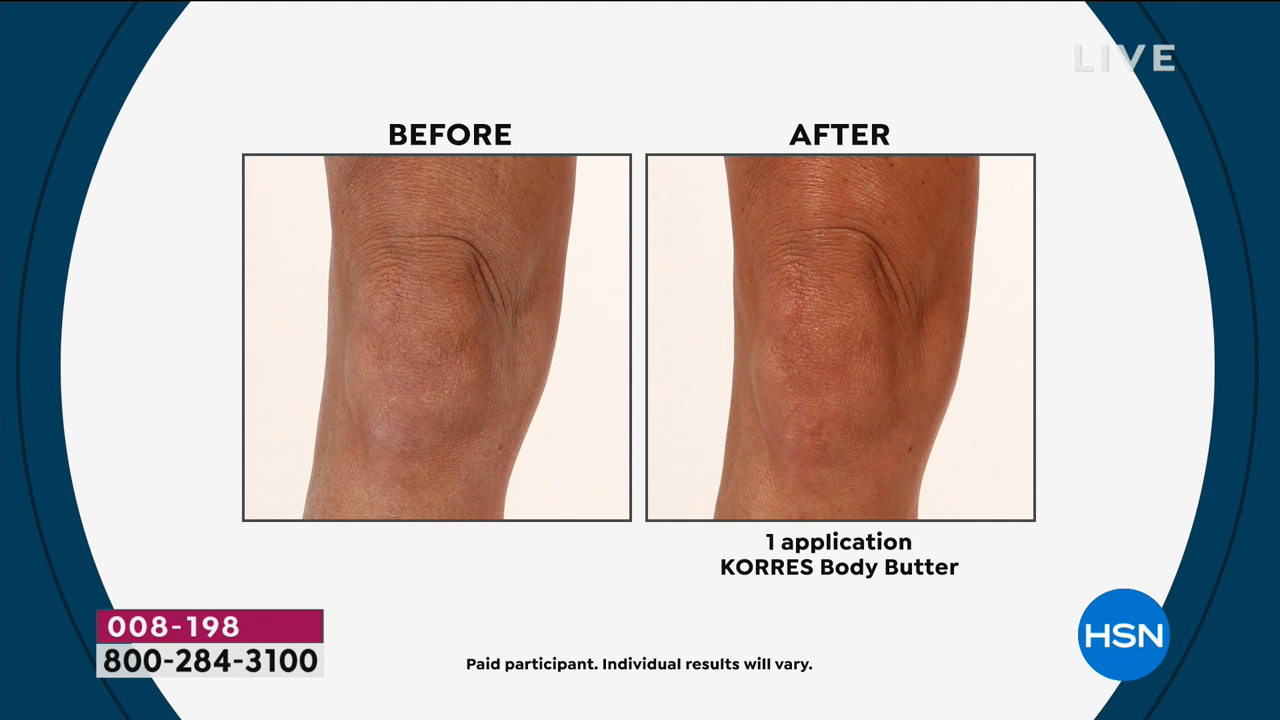 LIVE
BEFORE
AFTER
1 application
KORRES Body Butter
008-198
800-284-3100
Paid participant. Individual results will vary.
HSN